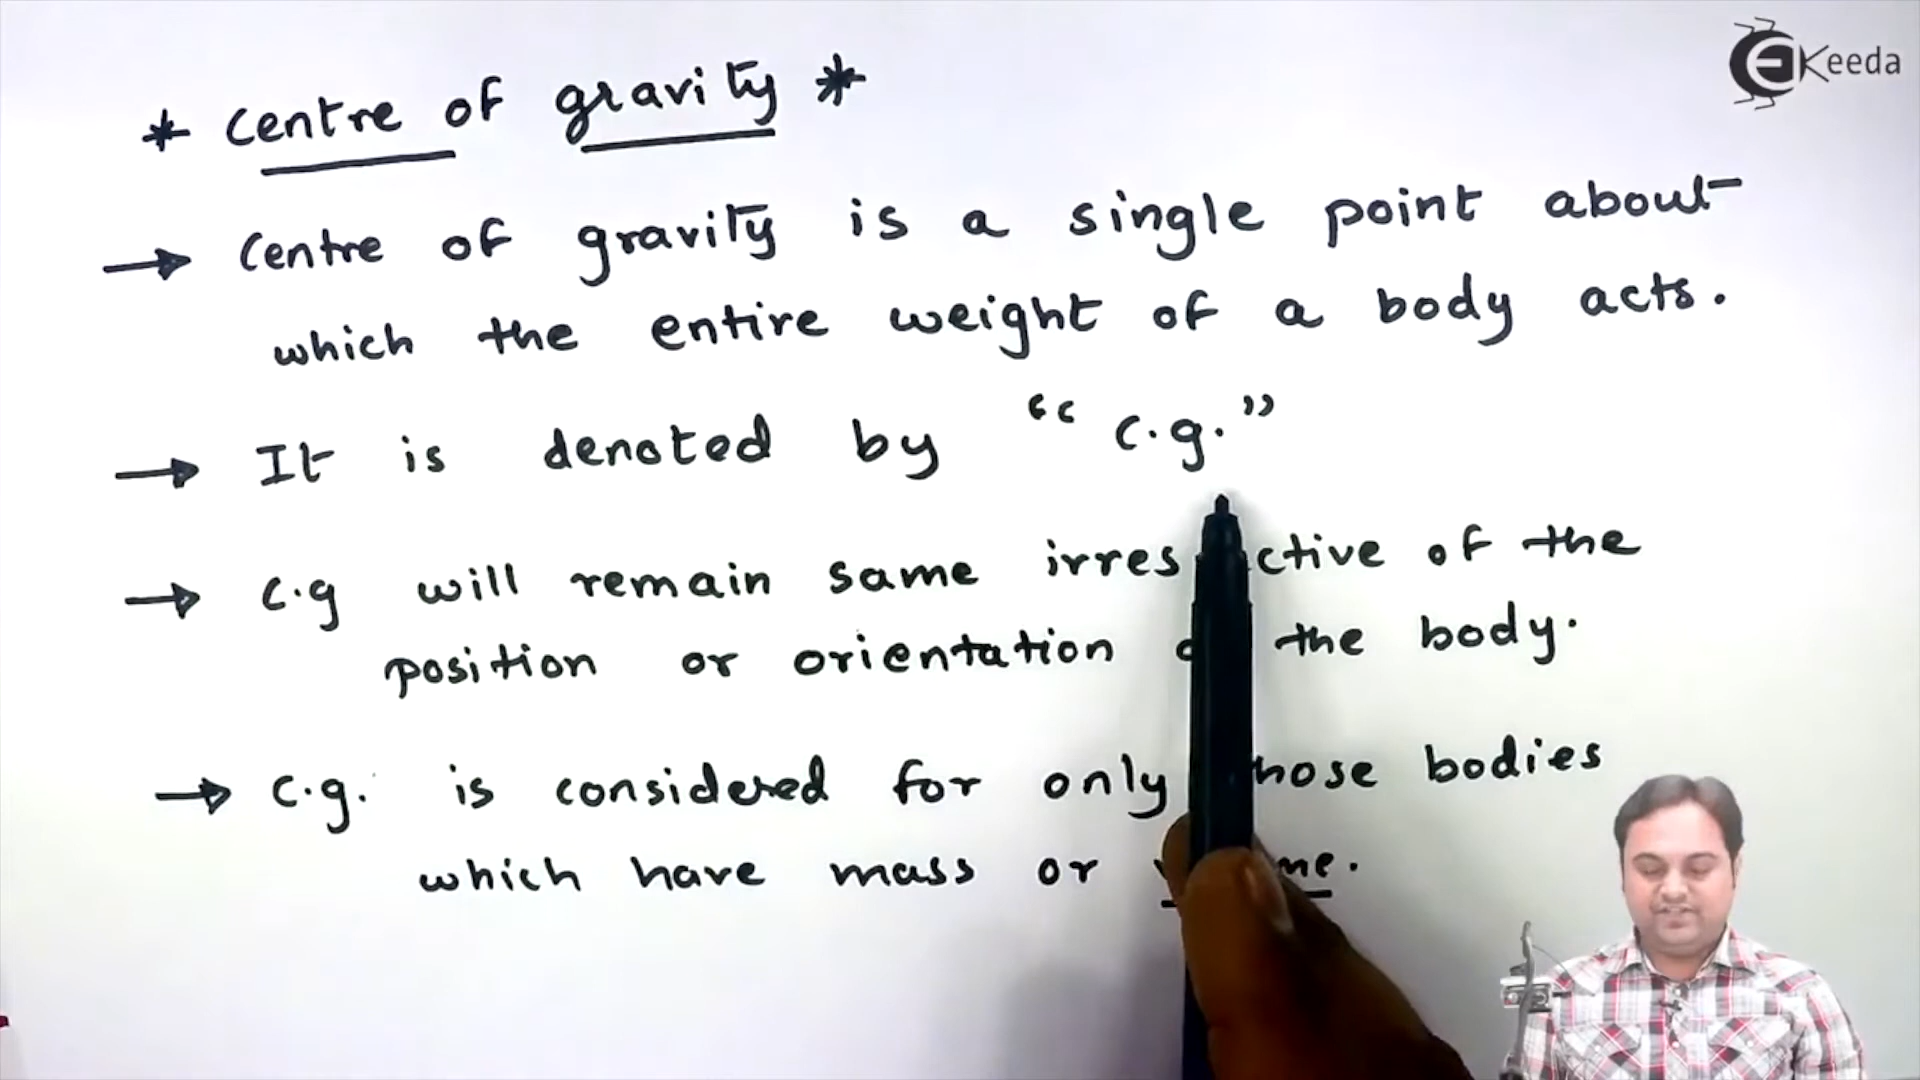 EKeeda
* Centre of gravity *
→ Centre of gravity is a single point about
which the entire weight of a body acts.
→ It is denoted by “c.g.”
→ C.g will remain same irres ctive of the
position or orientation the body.
→ C.g. is considered for only hose bodies
which have mass or me.